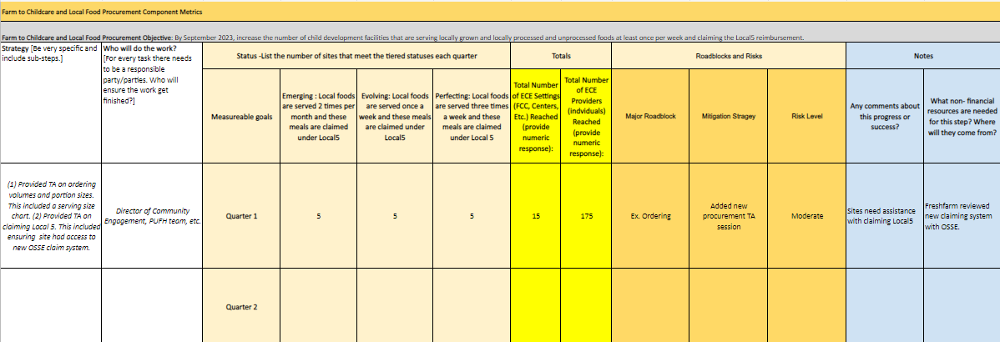 Farm to Childcare and Local Food Procurement Component Metrics
Farm to Childcare and Local Food Procurement Objective: By September 2023, increase the number of child development facilities that are serving locally grown and locally processed and unprocessed foods at least once per week and claiming the Local5 reimbursement.
Strategy [Be very specific and
include sub-steps.]
Who will do the work?
[For every task there needs
to be a responsible
party/parties. Who will
ensure the work get
finished?]
Status -List the number of sites that meet the tiered statuses each quarter
Totals
Roadblocks and Risks
Notes
Measureable goals
Emerging : Local foods
are served 2 times per
month and these
meals are claimed
under Local5
Evolving: Local foods
are served once a
week and these meals
are claimed under
Local5
Perfecting: Local foods
are served three times
a week and these
meals are claimed
under Local 5
Total Number
of ECE Settings
(FCC, Centers,
Etc.) Reached
(provide
numeric
response):
Total Number
of ECE
Providers
(indviduals)
Reached
(provide
numeric
response):
Major Roadblock
Mitigation Stragey
Risk Level
Any comments about
this progress or
success?
What non- financial
resources are needed
for this step? Where
will they come from?
(1) Provided TA on ordering
volumes and portion sizes.
This included a serving size
chart. (2) Provided TA on
claiming Local 5. This included
ensuring site had access to
new OSSE claim system.
Director of Community
Engagement, PUFH team, etc.
Quarter 1
5
5
5
15
175
Ex. Ordering
Added new
procurement TA
session
Moderate
Sites need assistance
with claiming Local5
Freshfarm reviewed
new claiming system
with OSSE.
Quarter 2